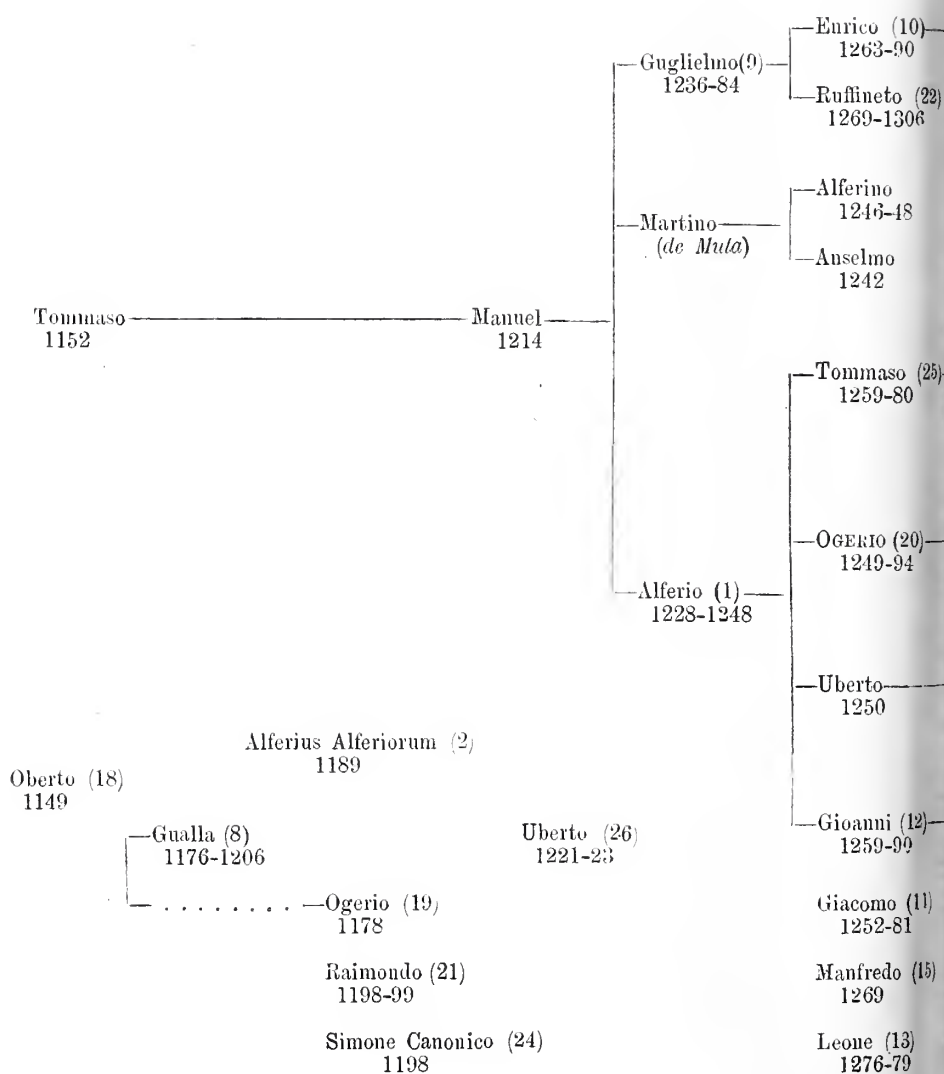 Enrico (10)
1263-90
Guglielmo(9)
1236-84
Ruffineto (22)
1269-1306
Alferino
1246-48
Martino
(de Mula)
Anselmo
1242
Tommaso
1152
Manuel
1214
Tommaso (25)
1259-80
OGERIO (20)
1249-94
Alferio (1)
1228-1248
Uberto
1250
Alferius Alferiorum (2)
1189
Oberto (18)
1149
Gualla (8)
1176-1206
Uberto (26)
1221-23
Gioanni (12)
1259-99
Ogerio (19)
1178
Giacomo (11)
1252-81
Raimondo (21)
1198-99
Manfredo (15)
1269
Simone Canonico (24)
1198
Leone (13)
1276-79